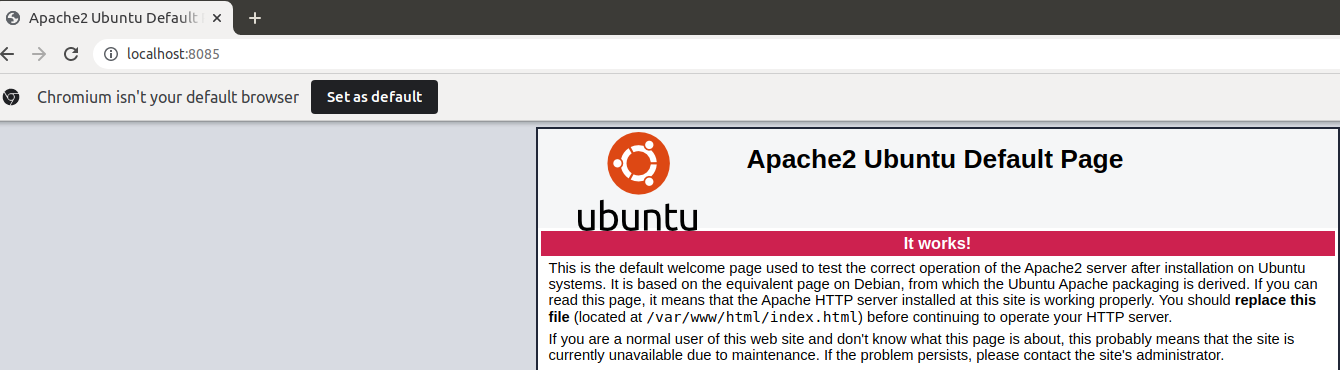 Apache2 Ubuntu Default
localhost:8085
Chromium isn't your default browser
Set as default
ubuntu
Apache2 Ubuntu Default Page
It works!
This is the default welcome page used to test the correct operation of the Apache2 server after installation on Ubuntu
systems. It is based on the equivalent page on Debian, from which the Ubuntu Apache packaging is derived. If you can
read this page, it means that the Apache HTTP server installed at this site is working properly. You should replace this
file (located at /var/www/html/index.html) before continuing to operate your HTTP server.
If you are a normal user of this web site and don't know what this page is about, this probably means that the site is
currently unavailable due to maintenance. If the problem persists, please contact the site's administrator.